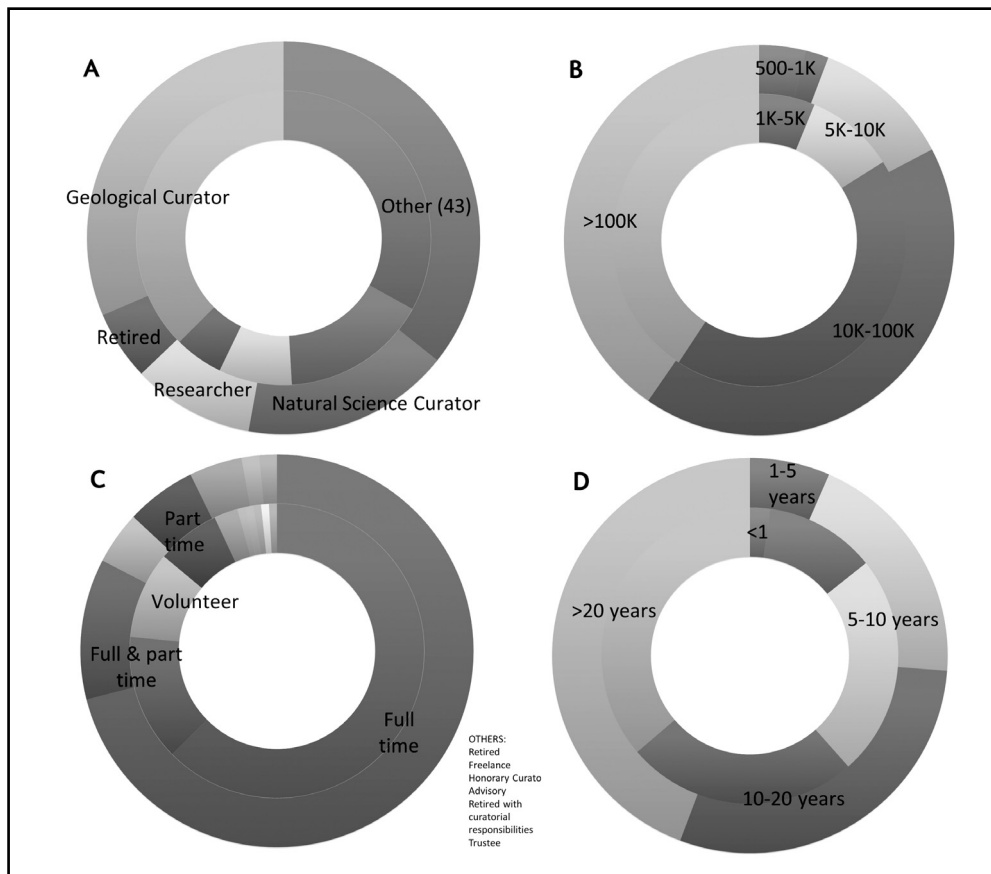 A
Geological Curator
Other (43)
Retired
Researcher
Natural Science Curator
B
500-1K
1K-5K
5K-10K
>100K
10K-100K
C
Part
time
Volunteer
Full & part
time
Full
time
OTHERS:
Retired
Freelance
Honorary Curato
Advisory
Retired with
curatorial
responsibilities
Trustee
D
1-5
years
<1
>20 years
5-10 years
10-20 years